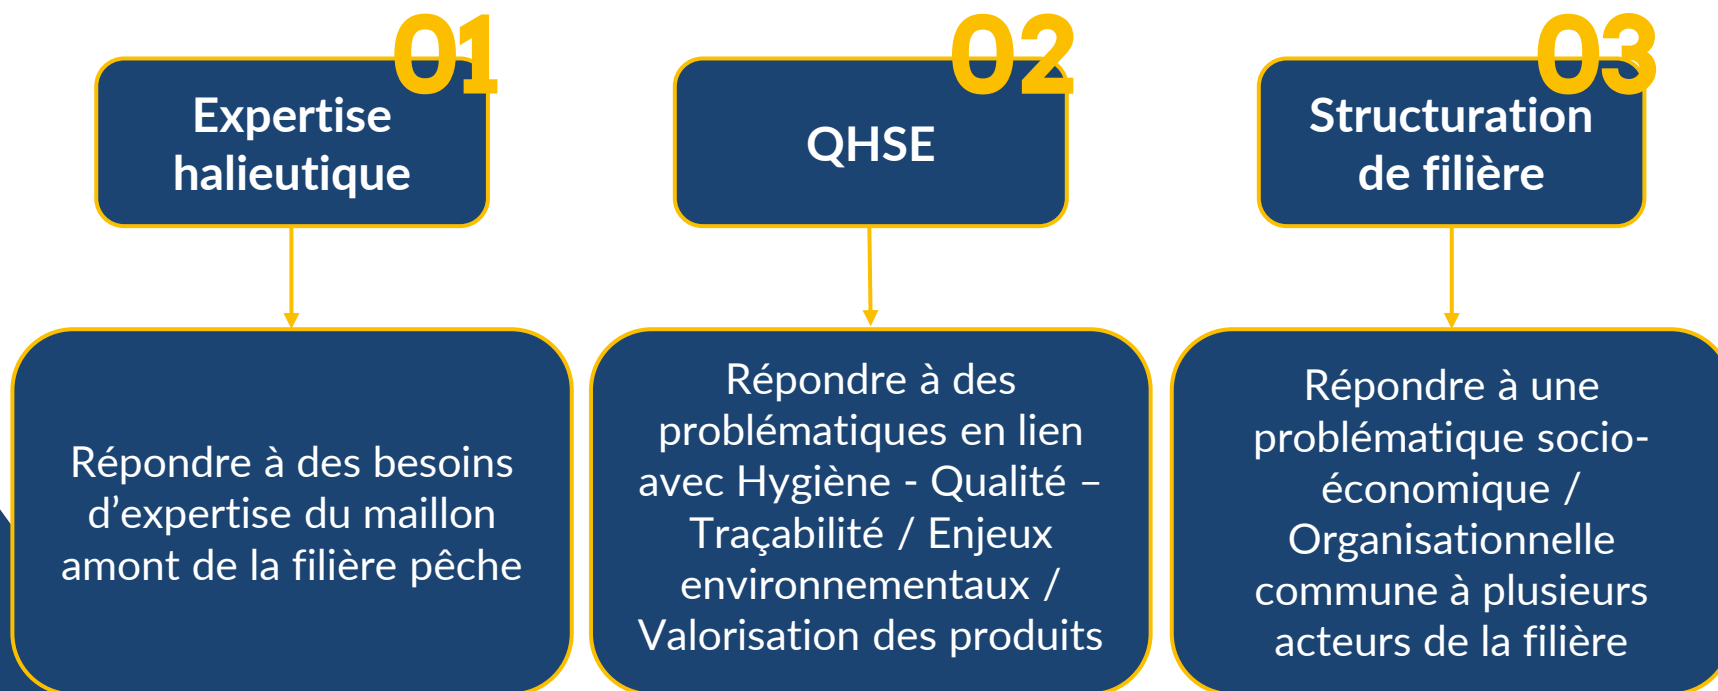 01
Expertise
halieutique
Répondre à des besoins
d’expertise du maillon
amont de la filière pêche
02
QHSE
Répondre à des
problématiques en lien
avec Hygiène - Qualité –
Traçabilité / Enjeux
environnementaux /
Valorisation des produits
03
Structuration
de filière
Répondre à une
problématique socio-
économique /
Organisationnelle
commune à plusieurs
acteurs de la filière